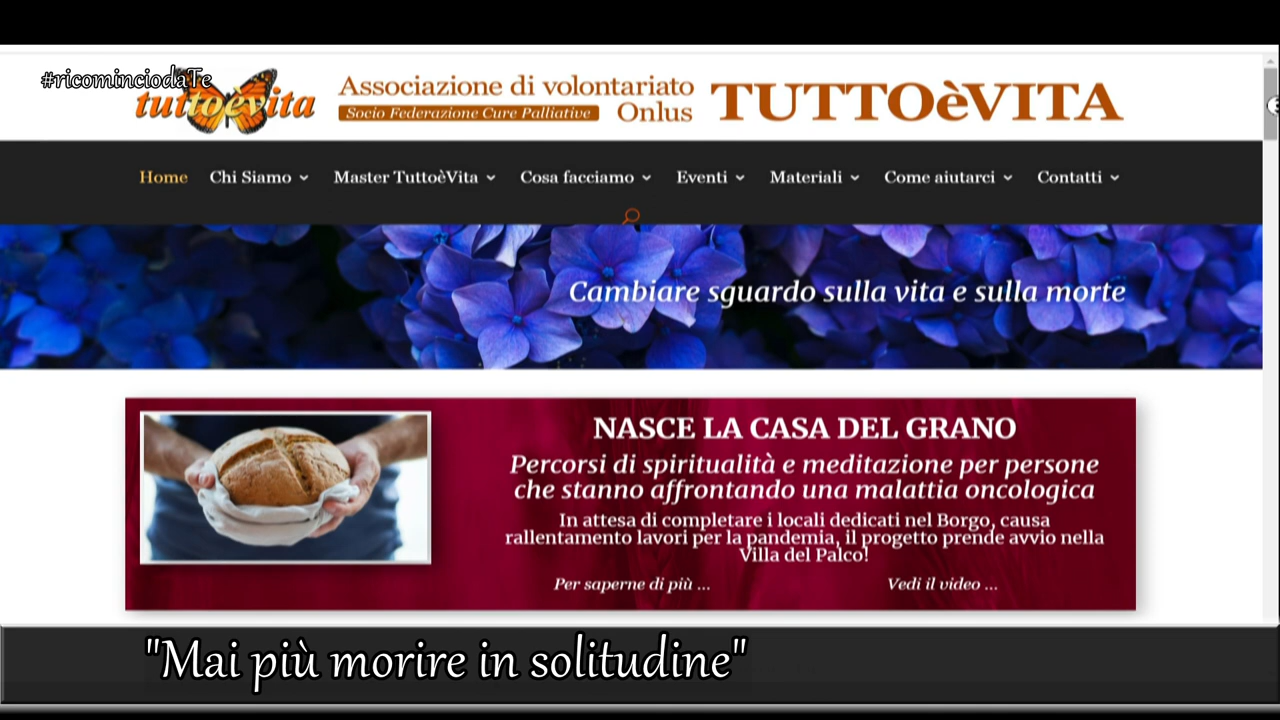 #ricominciodaTe
tuttoèvita
Associazione di volontariato
Socio Federazione Cure Palliative
Onlus
TUTTOèVITA
Home Chi Siamo Master TuttoèVita Cosa facciamo Eventi Materiali Come aiutarci Contatti
Cambiare sguardo sulla vita e sulla morte
NASCE LA CASA DEL GRANO
Percorsi di spiritualità e meditazione per persone
che stanno affrontando una malattia oncologica
In attesa di completare i locali dedicati nel Borgo, causa
rallentamento lavori per la pandemia, il progetto prende avvio nella
Villa del Palco!
Per saperne di più ... Vedi il video ...
"Mai più morire in solitudine"